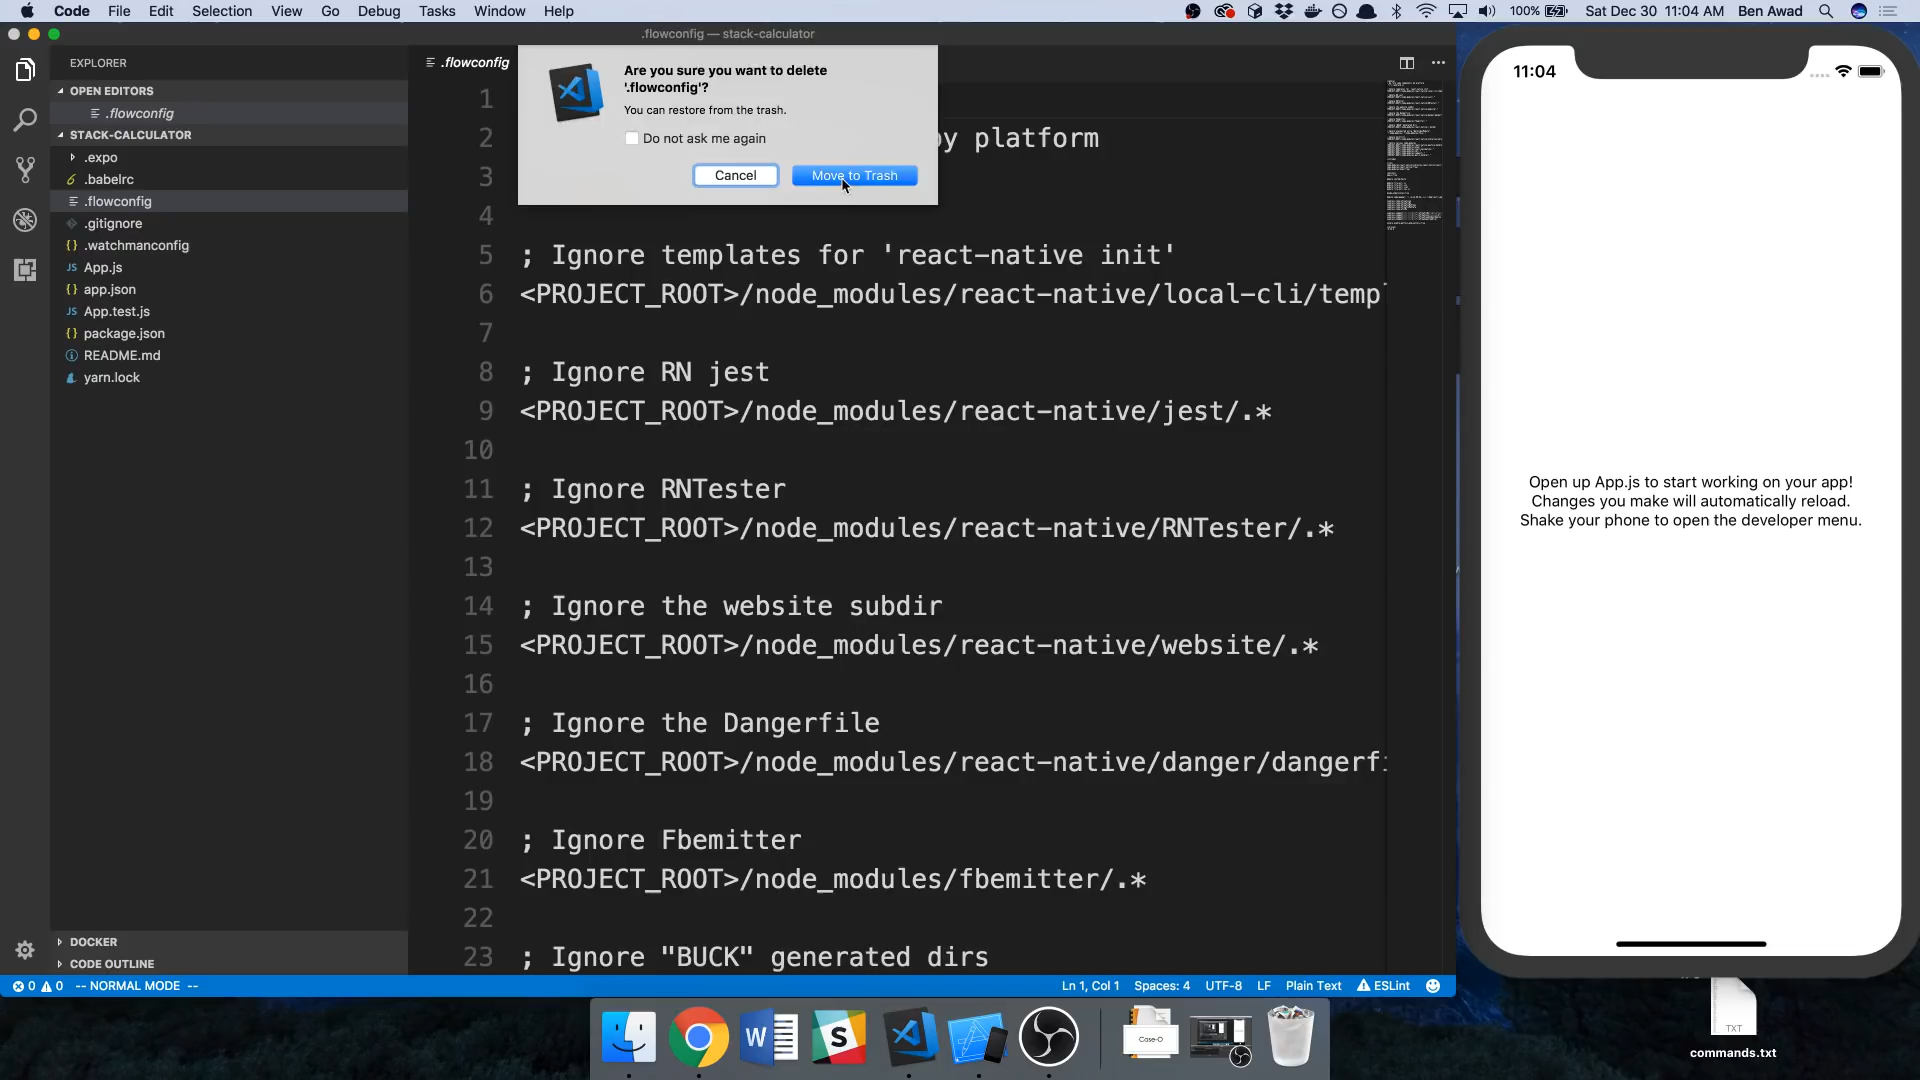 Code File Edit Selection View Go Debug Tasks Window Help
100% Sat Dec 30 11:04 AM Ben Awad
.flowconfig — stack-calculator
EXPLORER
OPEN EDITORS
.flowconfig
STACK-CALCULATOR
.expo
.babelrc
.flowconfig
.gitignore
{} .watchmanconfig
JS App.js
{} app.json
JS App.test.js
{} package.json
README.md
yarn.lock
DOCKER
CODE OUTLINE
.flowconfig
Are you sure you want to delete
'.flowconfig'?
You can restore from the trash.
Do not ask me again
Cancel Move to Trash
1
2 by platform
3
4
5 ; Ignore templates for 'react-native init'
6 <PROJECT_ROOT>/node_modules/react-native/local-cli/templ
7
8 ; Ignore RN jest
9 <PROJECT_ROOT>/node_modules/react-native/jest/.*
10
11 ; Ignore RNTester
12 <PROJECT_ROOT>/node_modules/react-native/RNTester/.*
13
14 ; Ignore the website subdir
15 <PROJECT_ROOT>/node_modules/react-native/website/.*
16
17 ; Ignore the Dangerfile
18 <PROJECT_ROOT>/node_modules/react-native/danger/dangerfi
19
20 ; Ignore Fbemitter
21 <PROJECT_ROOT>/node_modules/fbemitter/.*
22
23 ; Ignore "BUCK" generated dirs
0 0 -- NORMAL MODE -- Ln 1, Col 1 Spaces: 4 UTF-8 LF Plain Text ESLint
11:04
Open up App.js to start working on your app!
Changes you make will automatically reload.
Shake your phone to open the developer menu.
W
S
Case-O
TXT
commands.txt